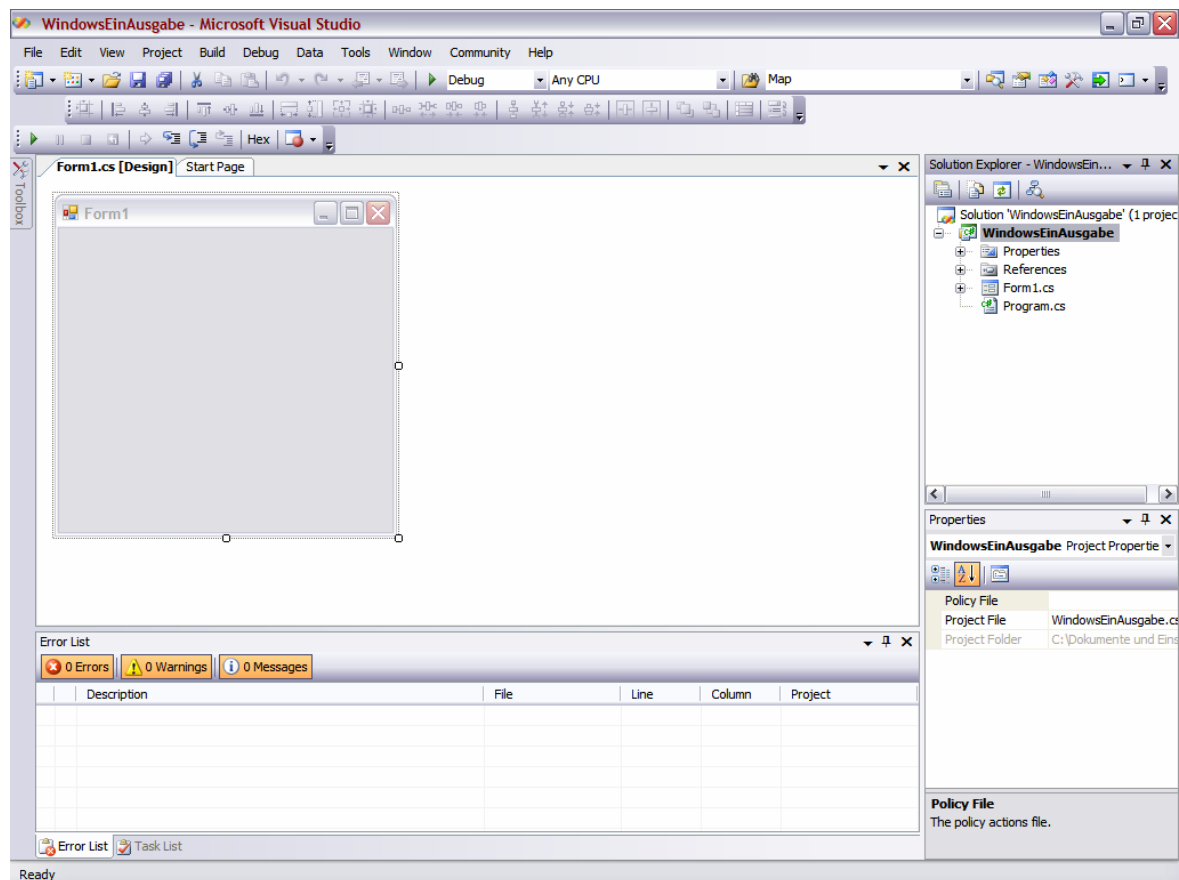 WindowsEinAusgabe - Microsoft Visual Studio
File Edit View Project Build Debug Data Tools Window Community Help
Debug Any CPU Map
Hex
Toolbox
Form1.cs [Design] Start Page
Form1
Solution Explorer - WindowsEin...
Solution 'WindowsEinAusgabe' (1 projec
WindowsEinAusgabe
Properties
References
Form1.cs
Program.cs
Properties
WindowsEinAusgabe Project Propertie
Policy File
Project File WindowsEinAusgabe.cs
Project Folder C:\Dokumente und Eins
Policy File
The policy actions file.
Error List
0 Errors 0 Warnings 0 Messages
Description File Line Column Project
Error List Task List
Ready